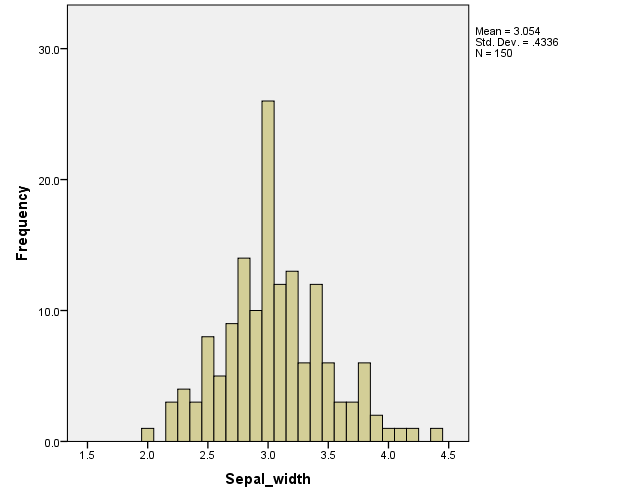 Mean = 3.054
Std. Dev. = .4336
N = 150
30.0
20.0
10.0
0.0
Frequency
1.5 2.0 2.5 3.0 3.5 4.0 4.5
Sepal_width